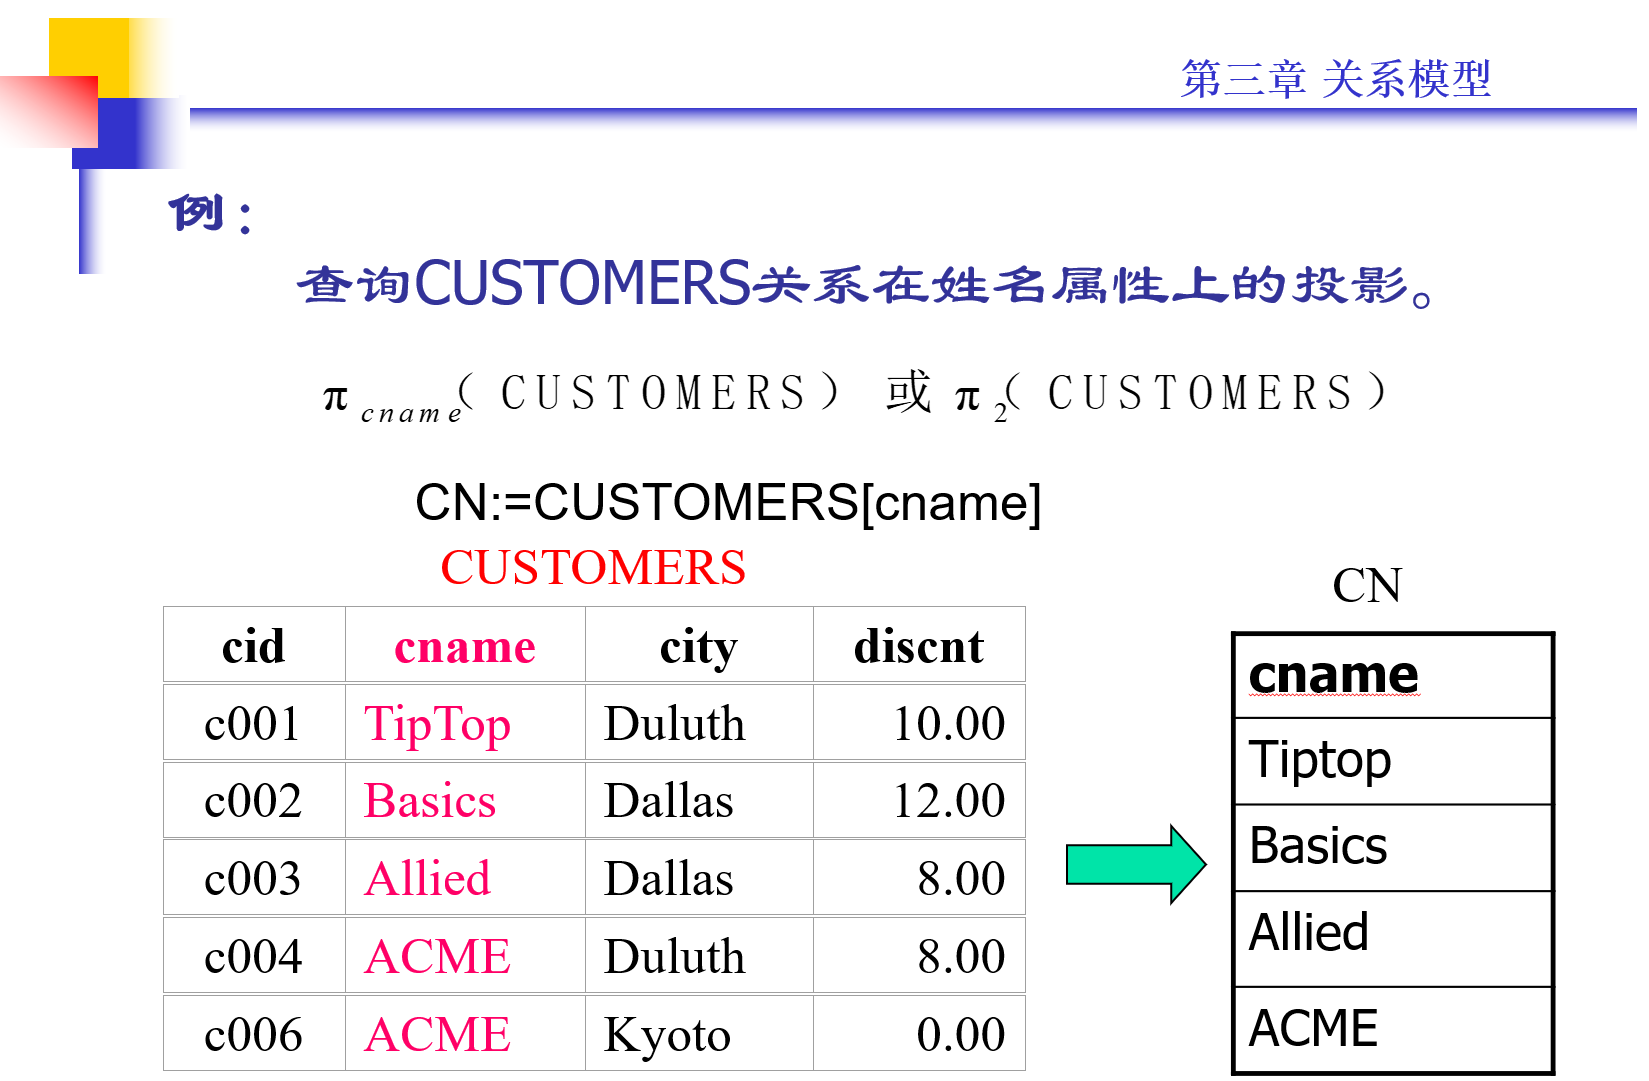 第三章 关系模型
例：
查询CUSTOMERS关系在姓名属性上的投影。
π cname（CUSTOMERS） 或 π 2（CUSTOMERS）
CN:=CUSTOMERS[cname]
CUSTOMERS
cid cname city discnt
c001 TipTop Duluth 10.00
c002 Basics Dallas 12.00
c003 Allied Dallas 8.00
c004 ACME Duluth 8.00
c006 ACME Kyoto 0.00
CN
cname
Tiptop
Basics
Allied
ACME